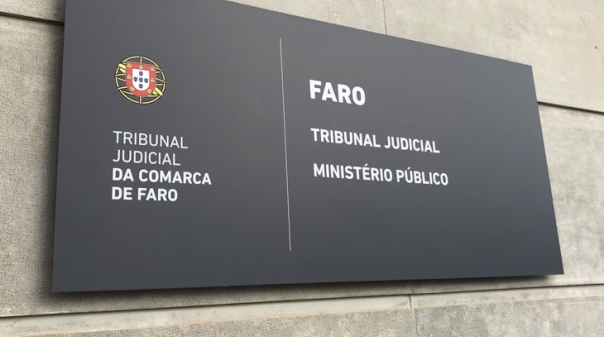 TRIBUNAL
JUDICIAL
DA COMARCA
DE FARO
FARO
TRIBUNAL JUDICIAL
MINISTÉRIO PÚBLICO